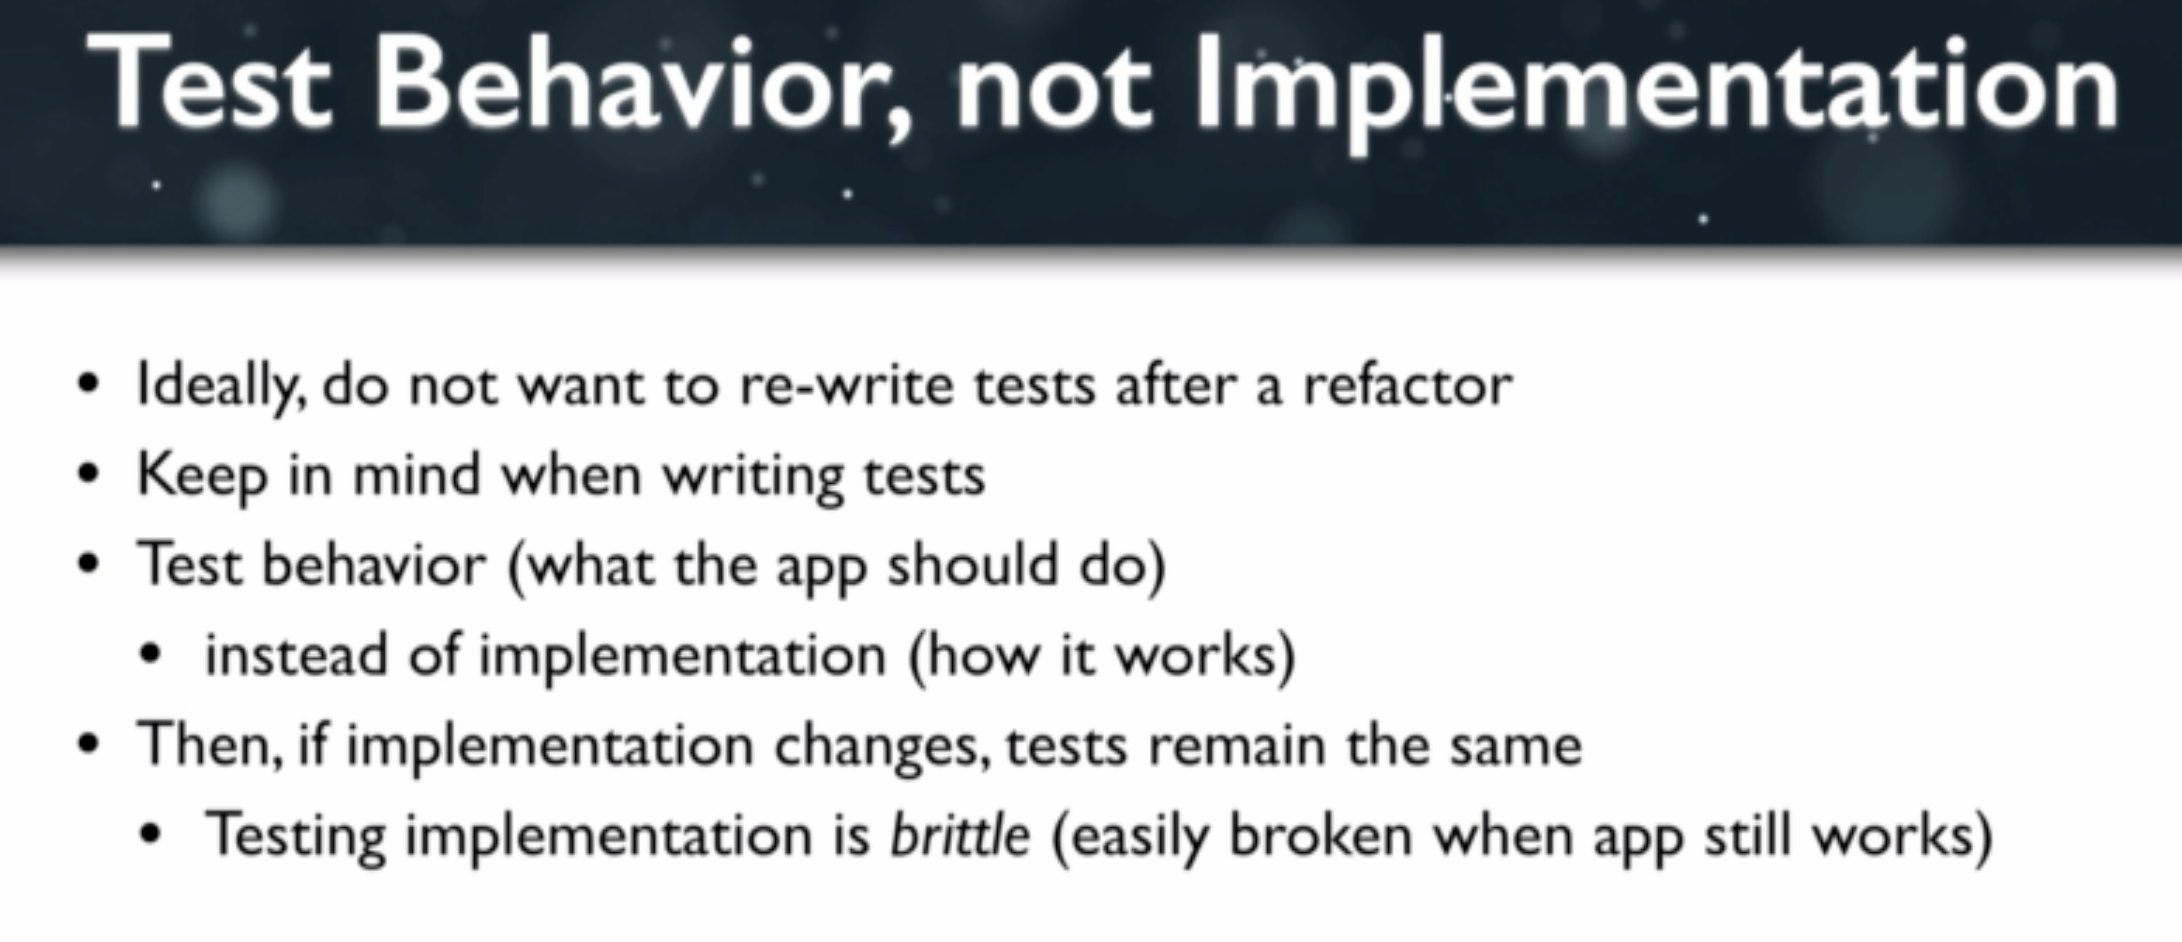 Test Behavior, not Implementation
• Ideally, do not want to re-write tests after a refactor
• Keep in mind when writing tests
• Test behavior (what the app should do)
• instead of implementation (how it works)
• Then, if implementation changes, tests remain the same
• Testing implementation is brittle (easily broken when app still works)